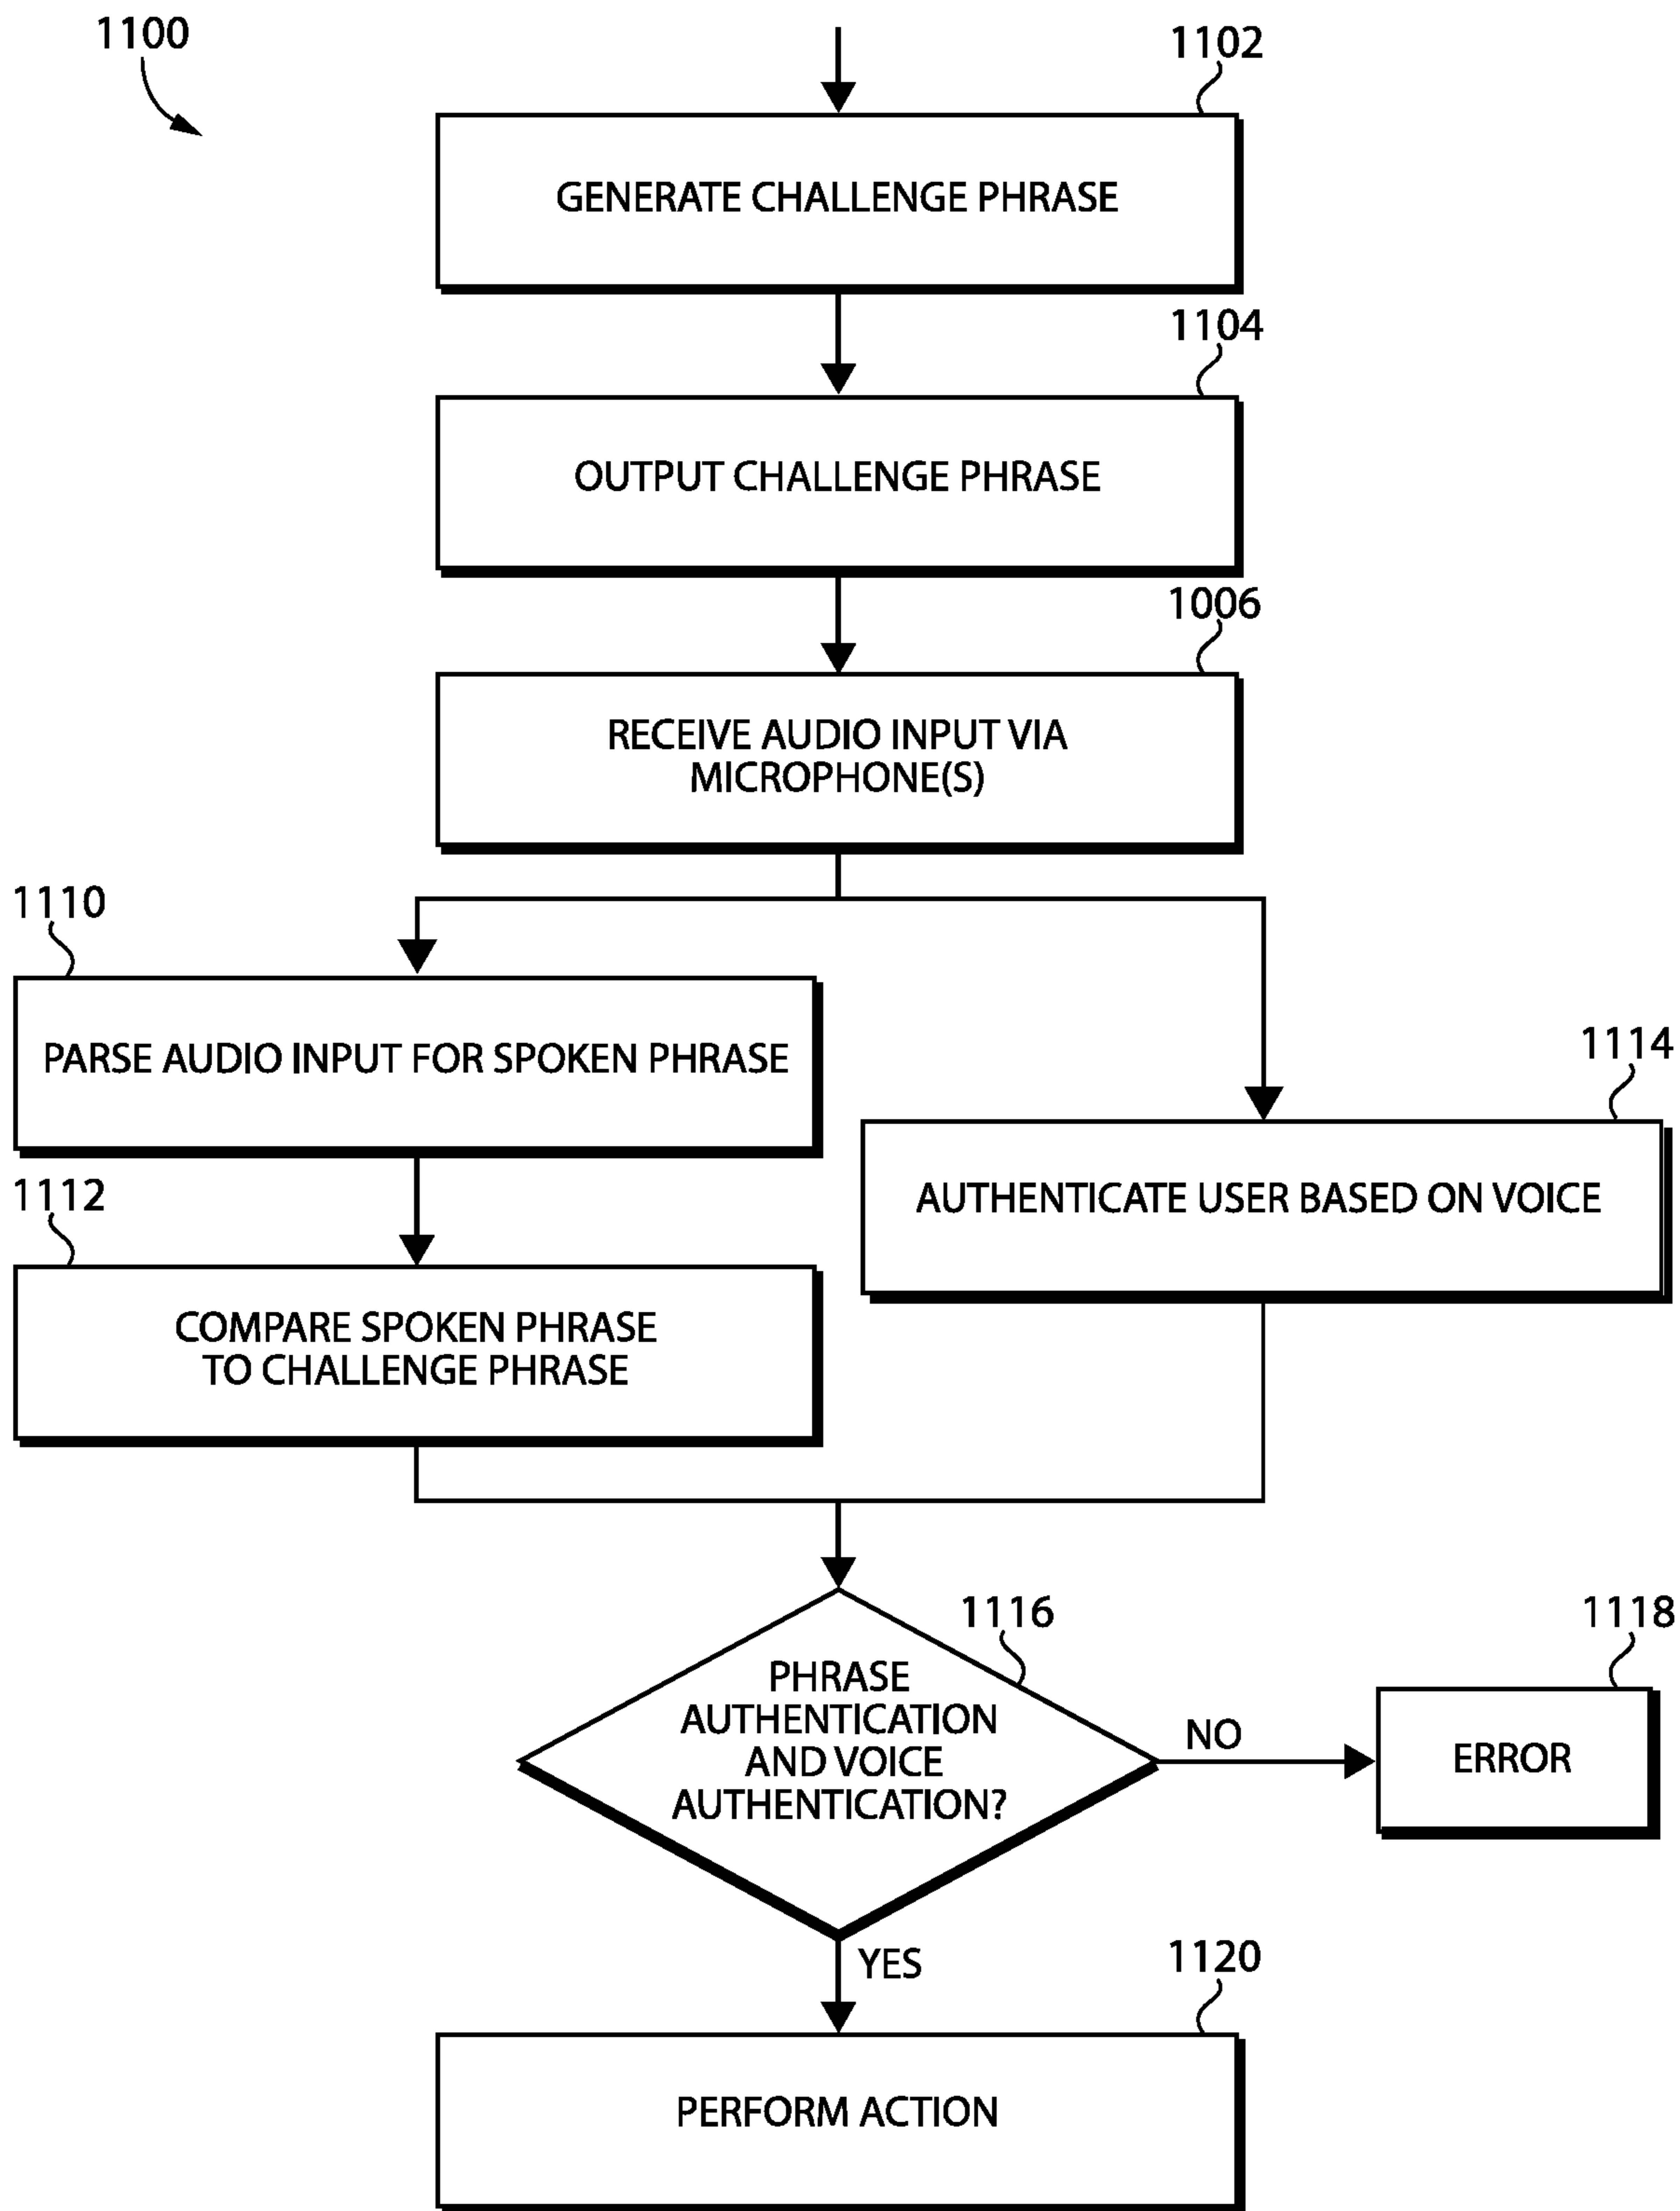 1100
1102
GENERATE CHALLENGE PHRASE
1104
OUTPUT CHALLENGE PHRASE
1006
RECEIVE AUDIO INPUT VIA
MICROPHONE(S)
1110
PARSE AUDIO INPUT FOR SPOKEN PHRASE
1114
AUTHENTICATE USER BASED ON VOICE
1112
COMPARE SPOKEN PHRASE
TO CHALLENGE PHRASE
1116
PHRASE
AUTHENTICATION
AND VOICE
AUTHENTICATION?
NO
1118
ERROR
YES
1120
PERFORM ACTION